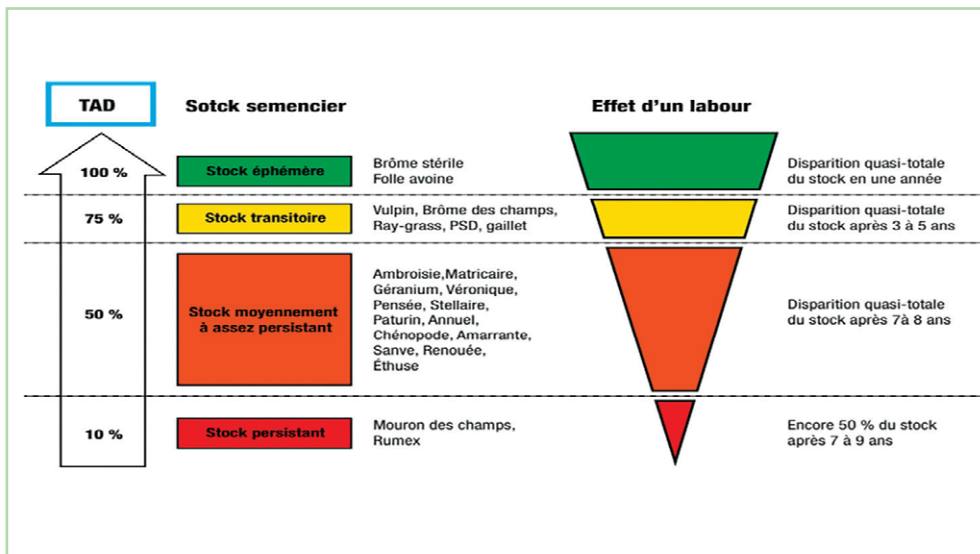 TAD
Sotck semencier
Effet d'un labour
100 %
Stock éphémère
Brôme stérile
Folle avoine
Disparition quasi-totale
du stock en une année
75 %
Stock transitoire
Vulpin, Brôme des champs,
Ray-grass, PSD, gaillet
Disparition quasi-totale
du stock après 3 à 5 ans
50 %
Stock moyennement
à assez persistant
Ambroisie,Matricaire,
Géranium, Véronique,
Pensée, Stellaire,
Paturin, Annuel,
Chénopode, Amarrante,
Sanve, Renouée,
Éthuse
Disparition quasi-totale
du stock après 7à 8 ans
10 %
Stock persistant
Mouron des champs,
Rumex
Encore 50 % du stock
après 7 à 9 ans